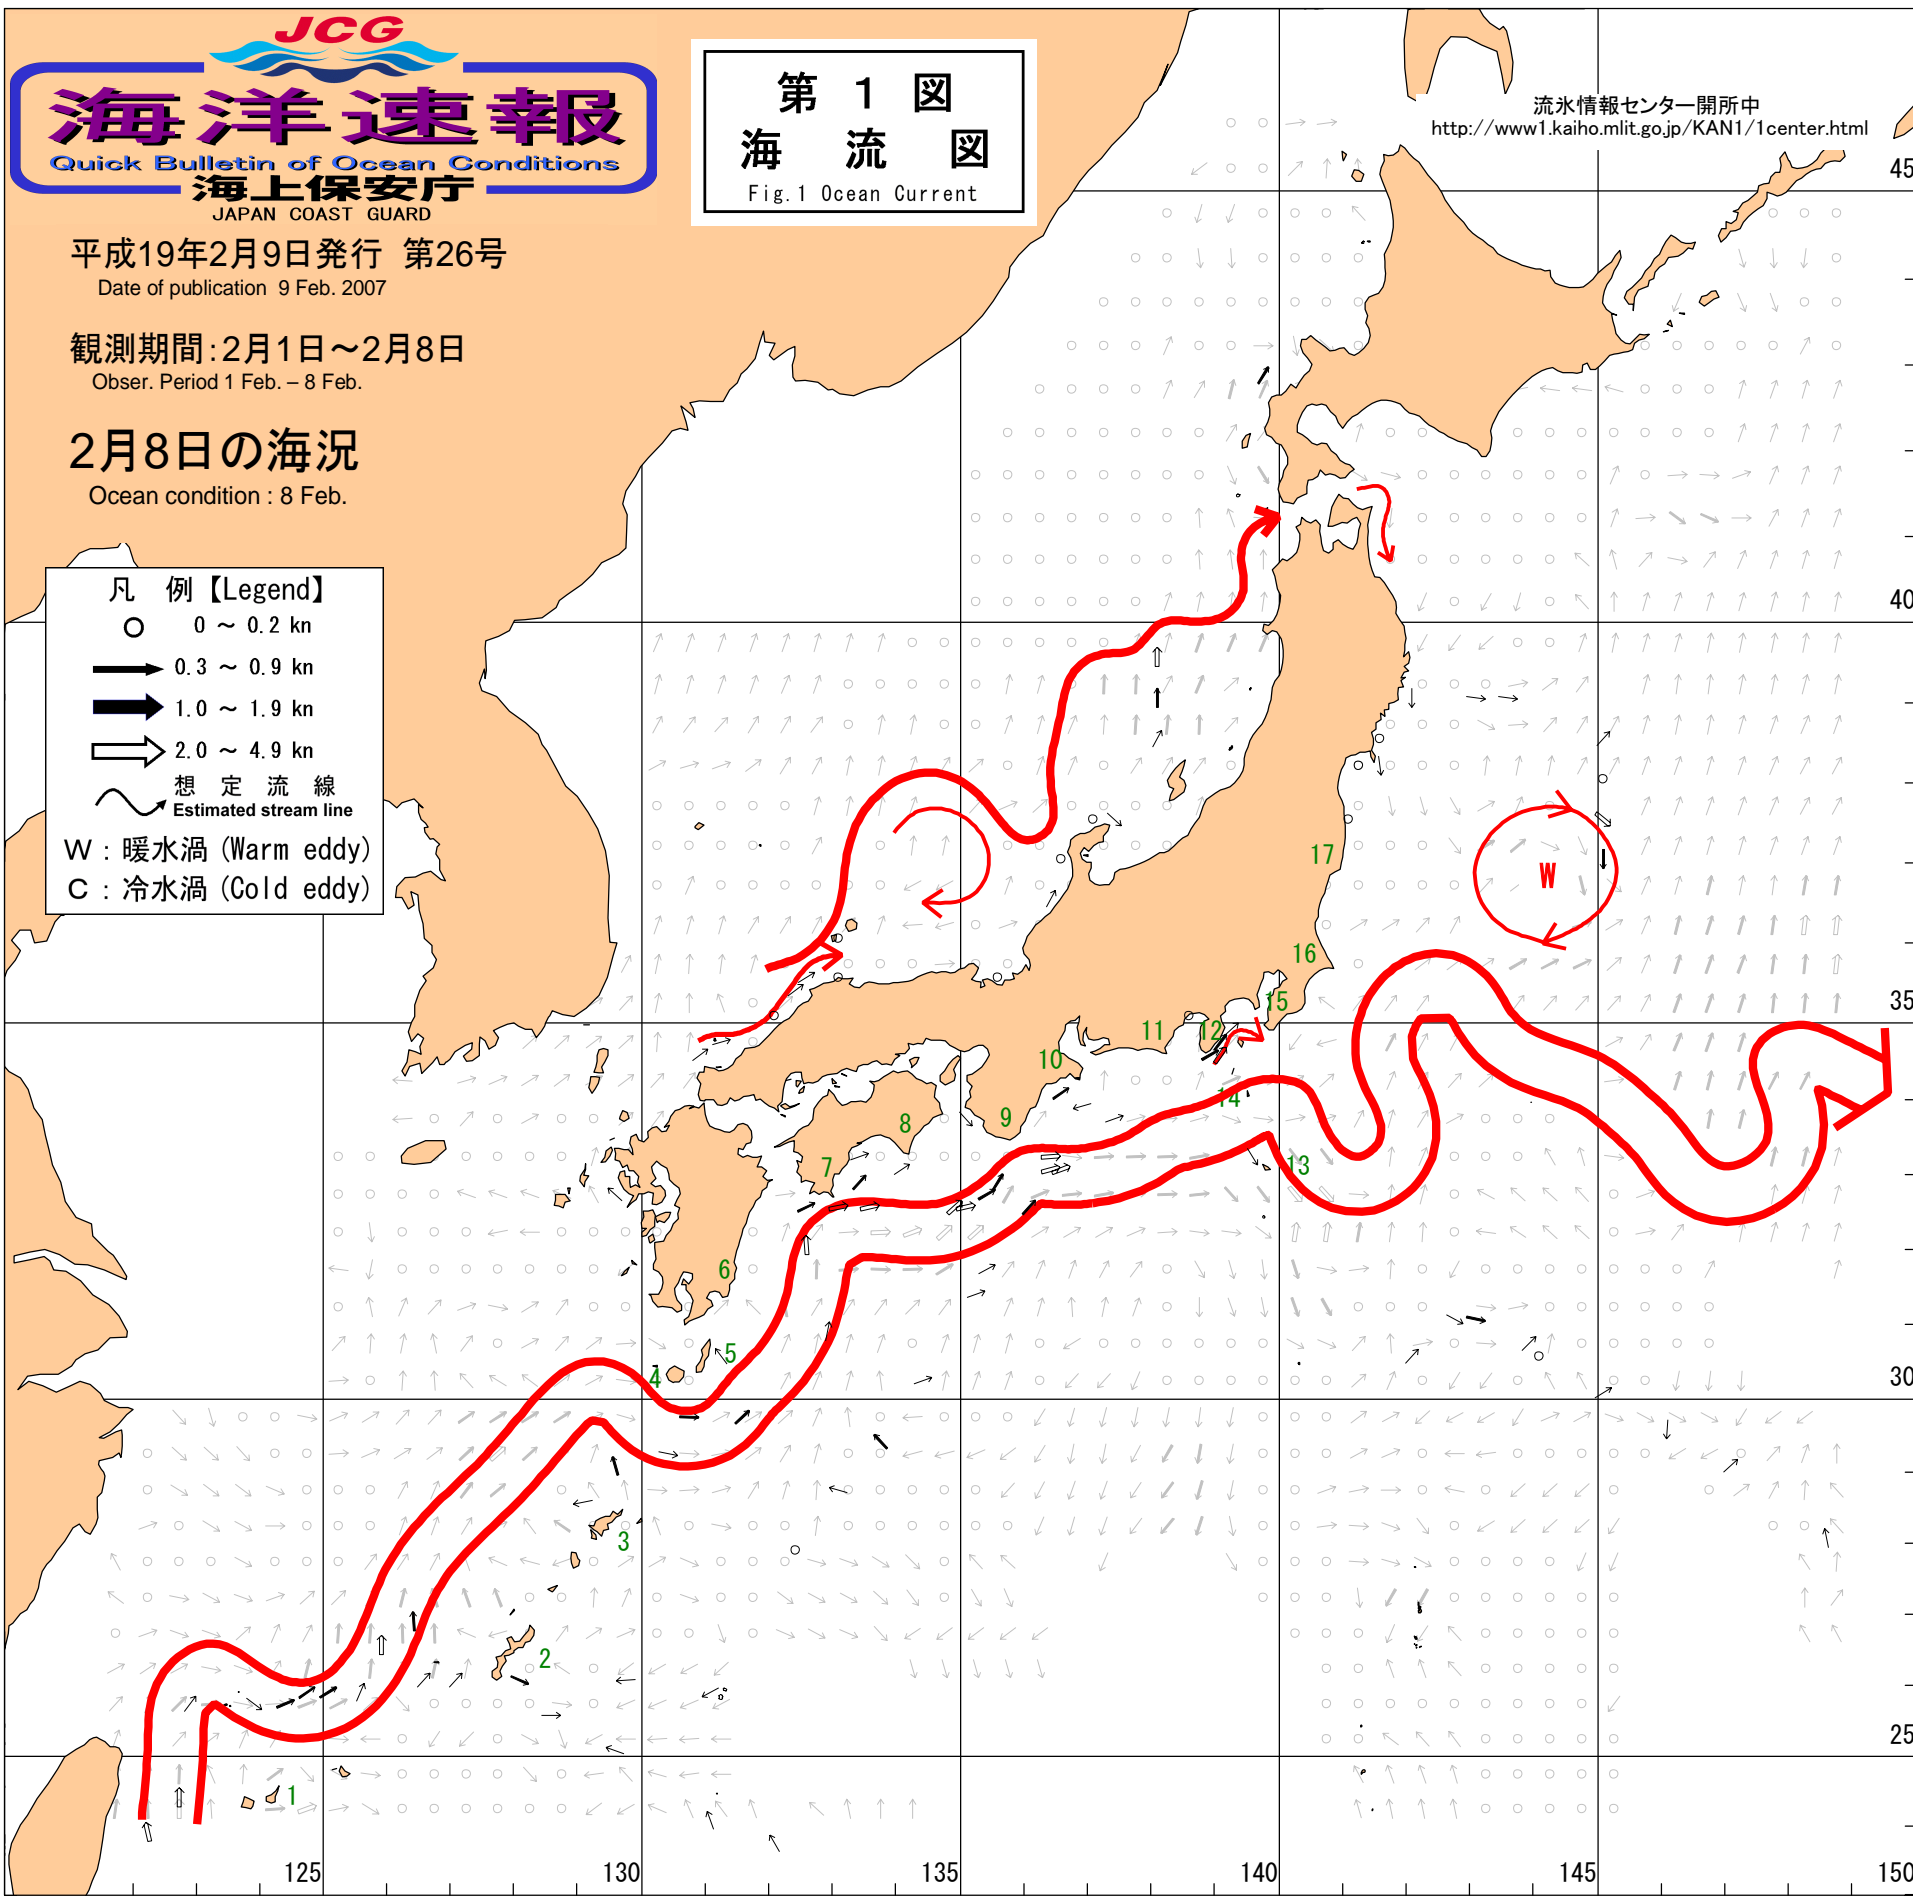 JCG
海洋速報
Quick Bulletin of Ocean Conditions
海上保安庁
JAPAN COAST GUARD
平成19年2月9日発行 第26号
Date of publication 9 Feb. 2007
観測期間:2月1日～2月8日
Obser. Period 1 Feb. – 8 Feb.
2月8日の海況
Ocean condition : 8 Feb.
第 1 図
海 流 図
Fig.1 Ocean Current
流氷情報センター開所中
http://www1.kaiho.mlit.go.jp/KAN1/1center.html
凡 例【Legend】
0 ～ 0.2 kn
0.3 ～ 0.9 kn
1.0 ～ 1.9 kn
2.0 ～ 4.9 kn
想 定 流 線
Estimated stream line
W : 暖水渦 (Warm eddy)
C : 冷水渦 (Cold eddy)
45
40
35
30
25
17
W
16
15
12
11
10
14
9
8
7
13
6
5
4
3
2
1
125
130
135
140
145
150